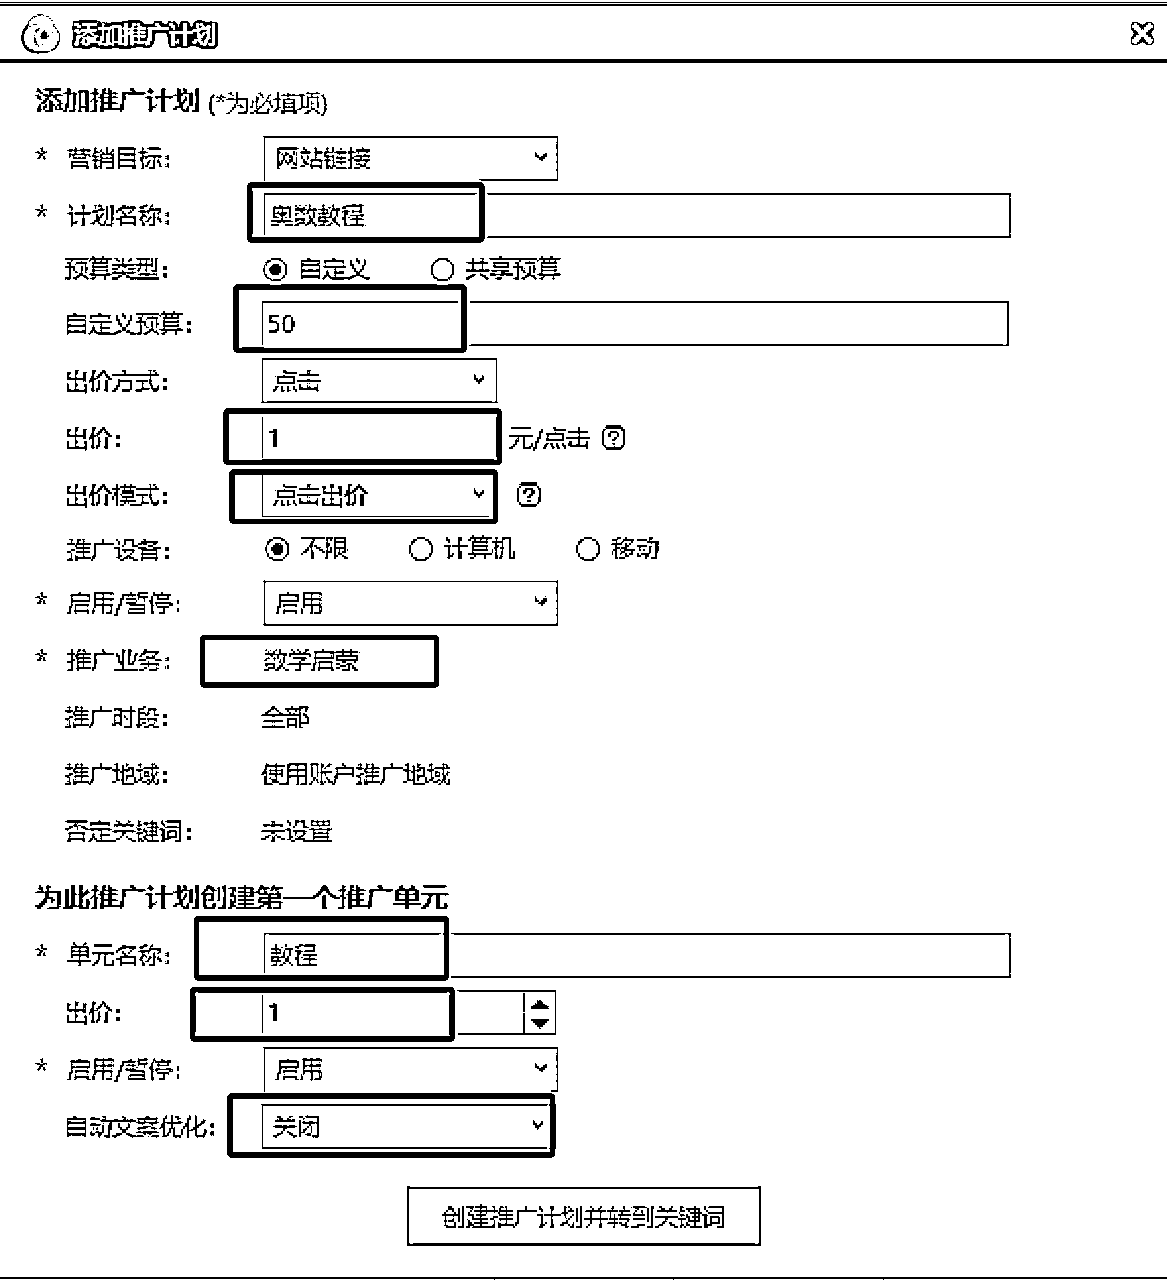 添加推广计划
添加推广计划 (*为必填项)
* 营销目标: 网站链接
* 计划名称: 奥数教程
预算类型: 自定义 共享预算
自定义预算: 50
出价方式: 点击
出价: 1 元/点击 ?
出价模式: 点击出价 ?
推广设备: 不限 计算机 移动
* 启用/暂停: 启用
* 推广业务: 数学启蒙
推广时段: 全部
推广地域: 使用账户推广地域
否定关键词: 未设置
为此推广计划创建第一个推广单元
* 单元名称: 教程
出价: 1
* 启用/暂停: 启用
自动文案优化: 关闭
创建推广计划并转到关键词